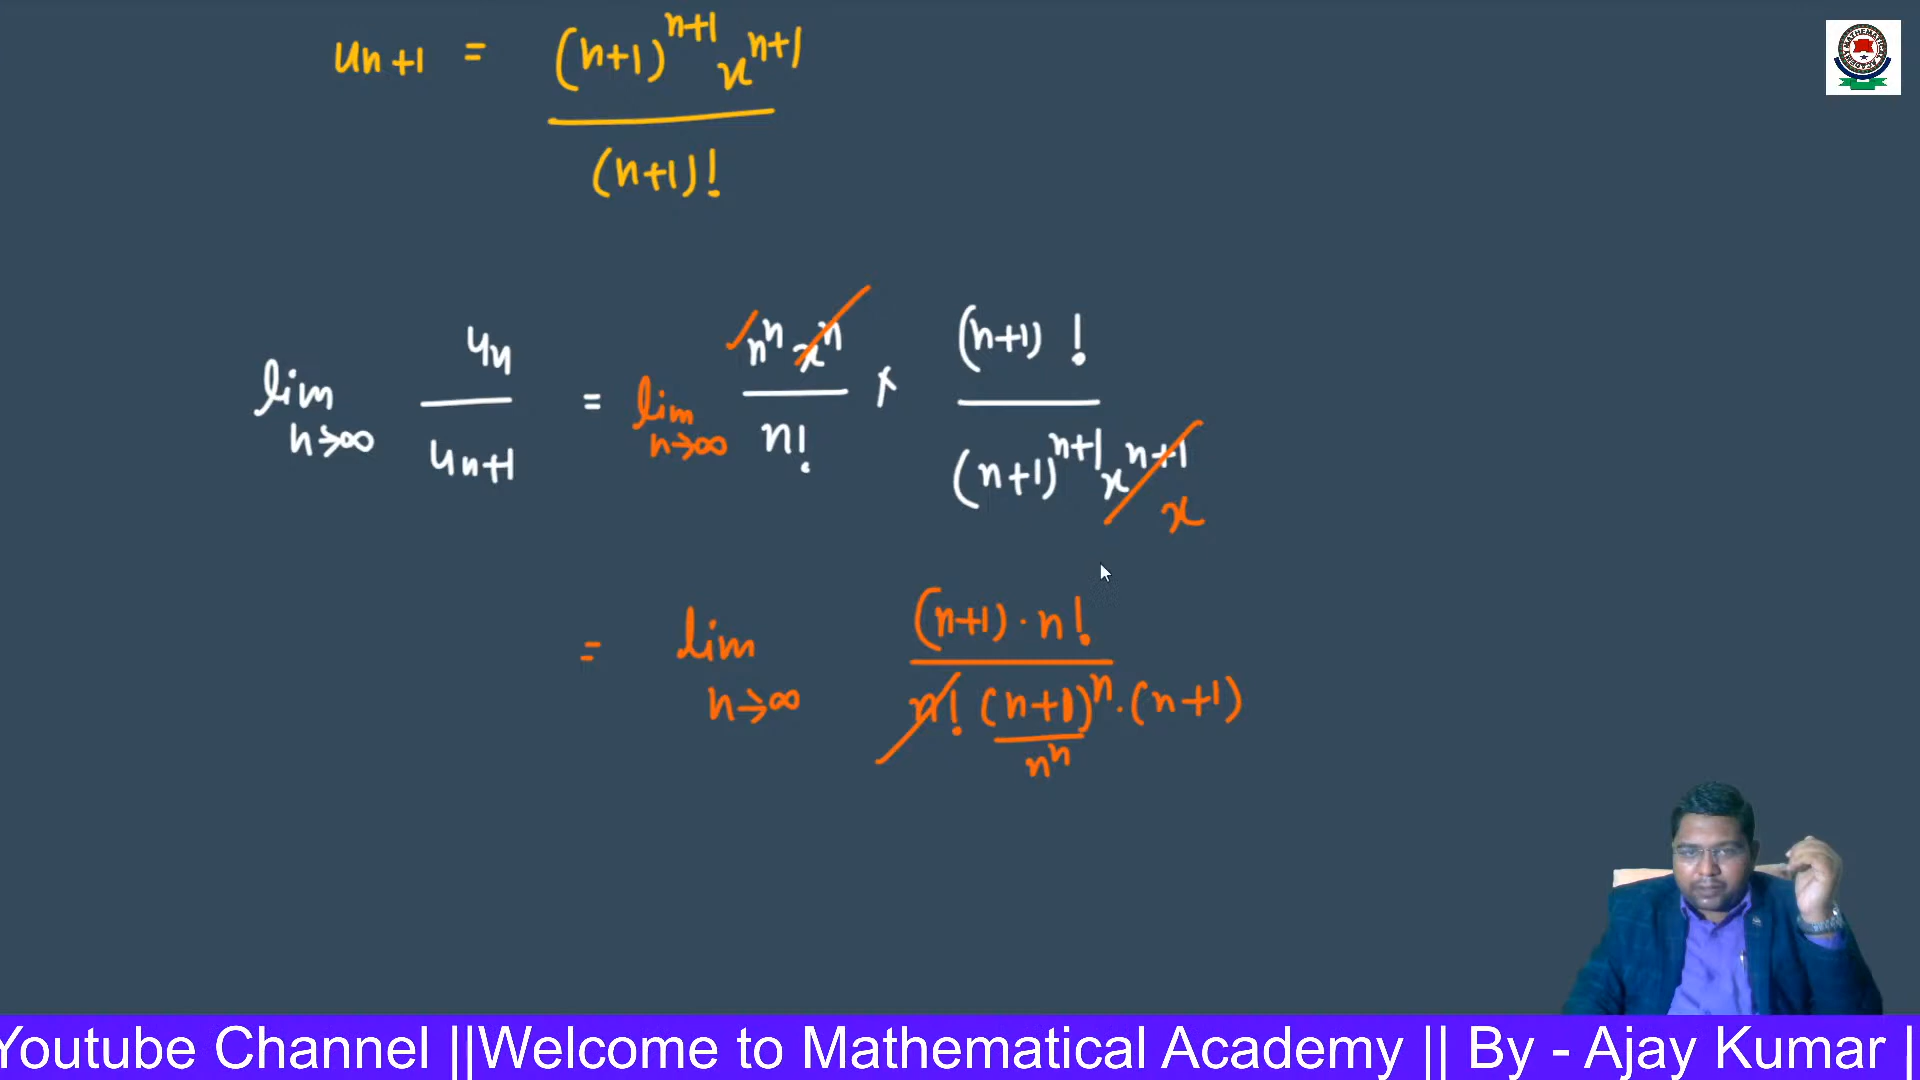 un+1 = (n+1)^{n+1} x^{n+1} / (n+1)!
lim n→∞ un / un+1 = lim n→∞ n^n x^n / n! × (n+1)! / (n+1)^{n+1} x^{n+1} x
= lim n→∞ (n+1) · n! / n! (n+1)^n / n^n · (n+1)
Youtube Channel ||Welcome to Mathematical Academy || By - Ajay Kumar |